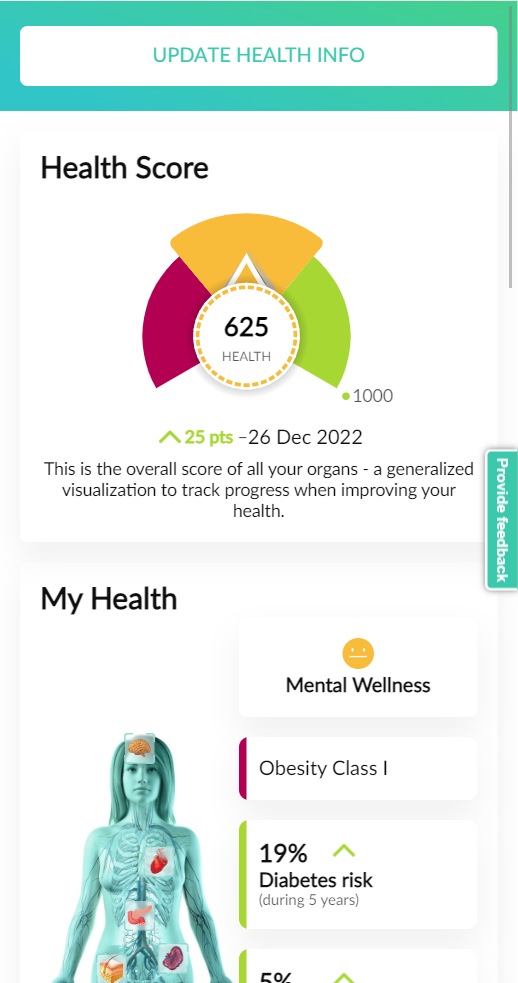 UPDATE HEALTH INFO
Health Score
625
HEALTH
1000
25 pts –26 Dec 2022
This is the overall score of all your organs - a generalized
visualization to track progress when improving your
health.
Provide feedback
My Health
Mental Wellness
Obesity Class I
19%
Diabetes risk
(during 5 years)
5%